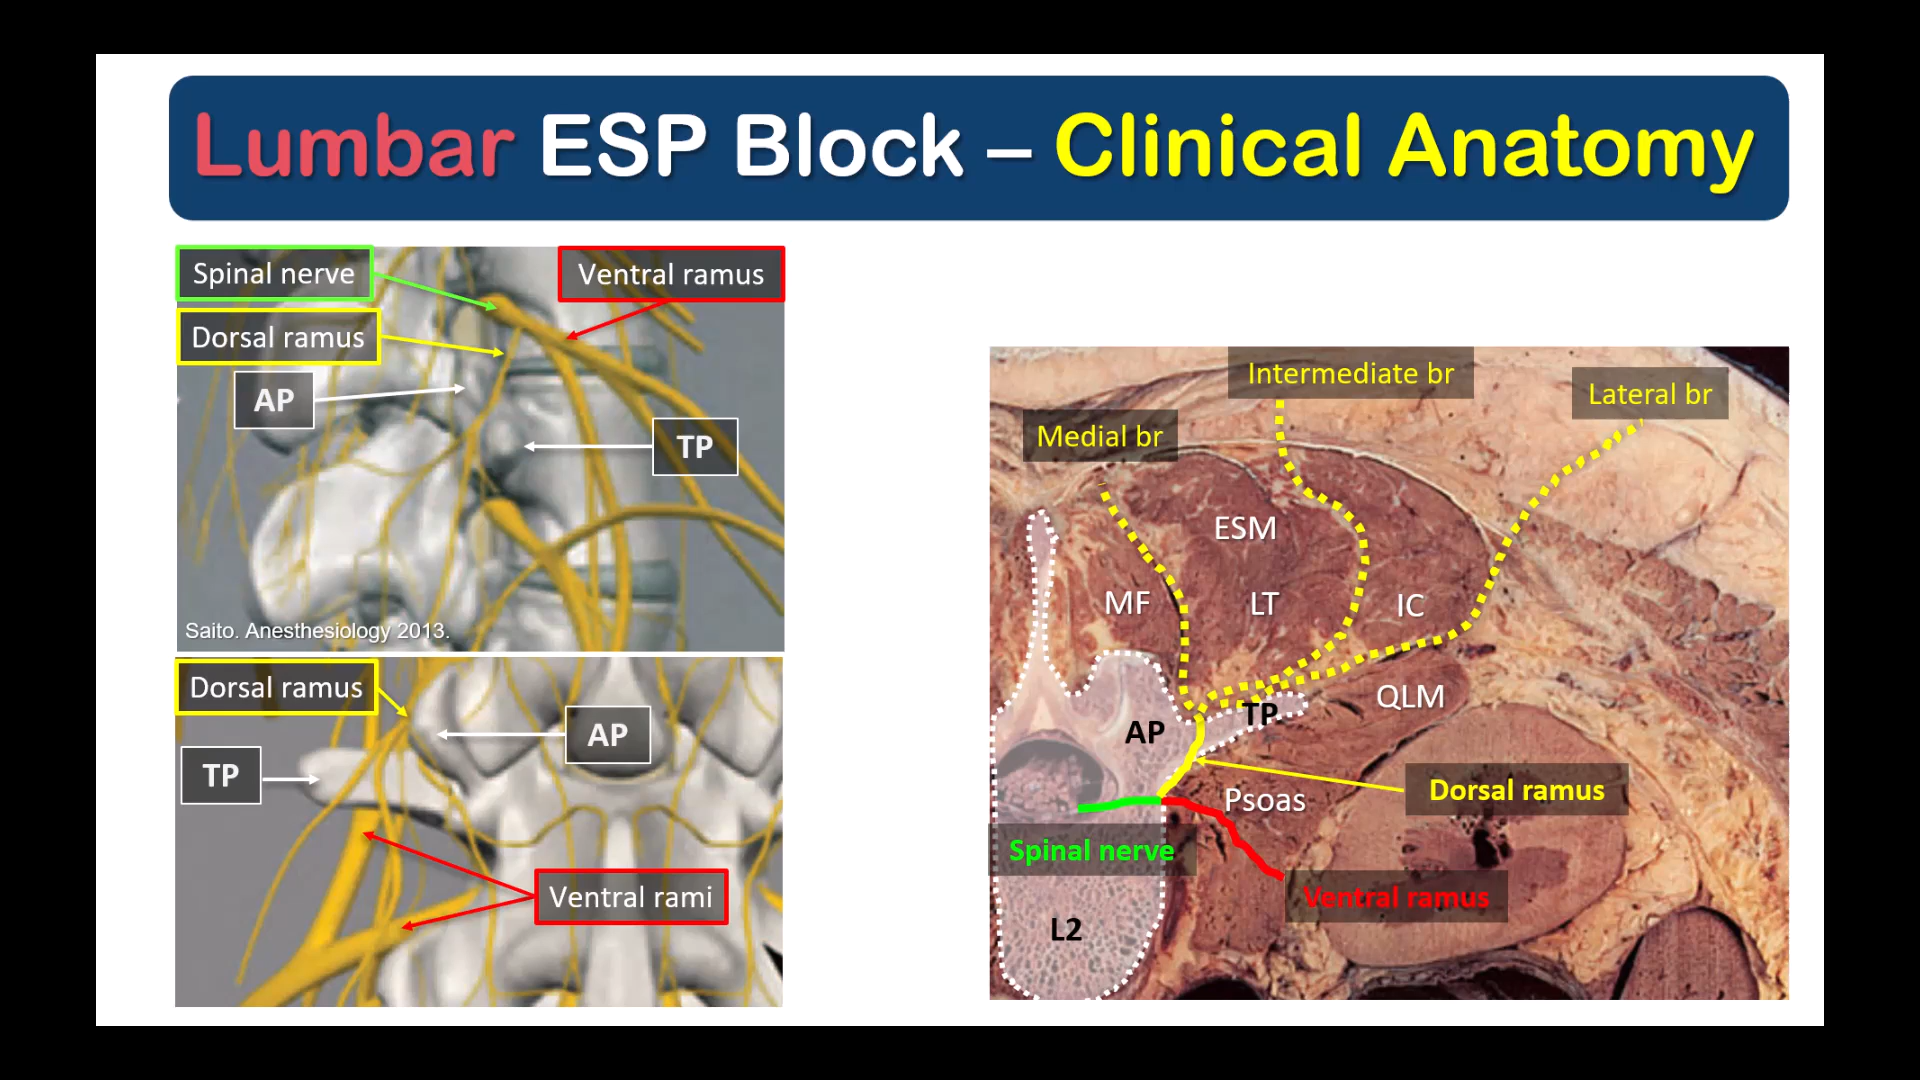 Lumbar ESP Block – Clinical Anatomy
Spinal nerve
Ventral ramus
Dorsal ramus
AP
TP
Saito. Anesthesiology 2013.
Dorsal ramus
AP
TP
Ventral rami
Intermediate br
Lateral br
Medial br
ESM
MF
LT
IC
QLM
TP
AP
Dorsal ramus
Psoas
Spinal nerve
Ventral ramus
L2